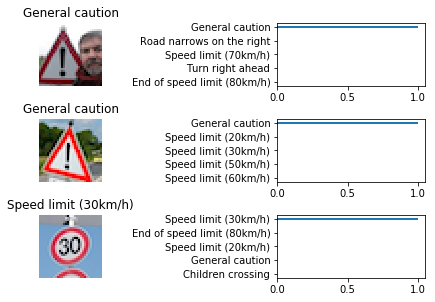 General caution
General caution
Road narrows on the right
Speed limit (70km/h)
Turn right ahead
End of speed limit (80km/h)
0.0 0.5 1.0
General caution
General caution
Speed limit (20km/h)
Speed limit (30km/h)
Speed limit (50km/h)
Speed limit (60km/h)
0.0 0.5 1.0
Speed limit (30km/h)
30
Speed limit (30km/h)
End of speed limit (80km/h)
Speed limit (20km/h)
General caution
Children crossing
0.0 0.5 1.0